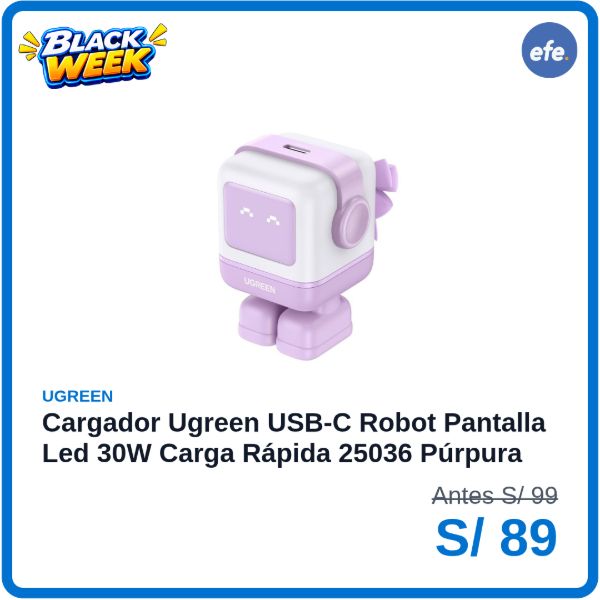 BLACK
WEEK
efe.
UGREEN
UGREEN
Cargador Ugreen USB-C Robot Pantalla
Led 30W Carga Rápida 25036 Púrpura
Antes S/ 99
S/ 89